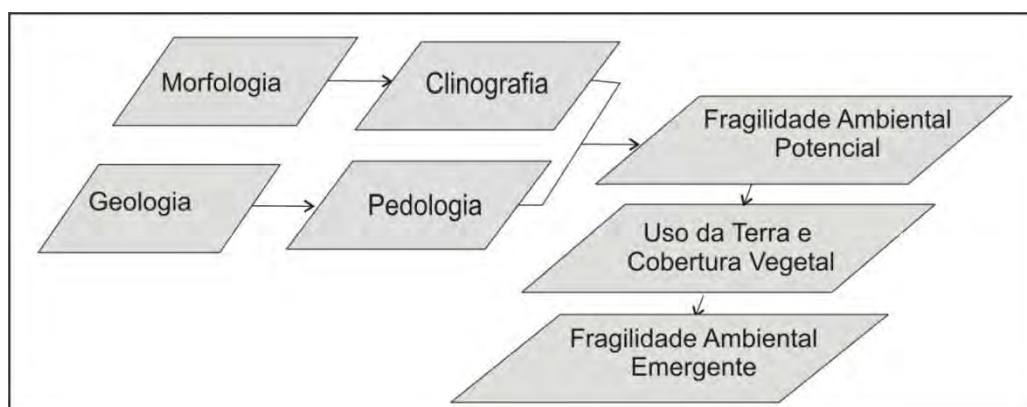 Morfologia
Clinografia
Geologia
Pedologia
Fragilidade Ambiental
Potencial
Uso da Terra e
Cobertura Vegetal
Fragilidade Ambiental
Emergente